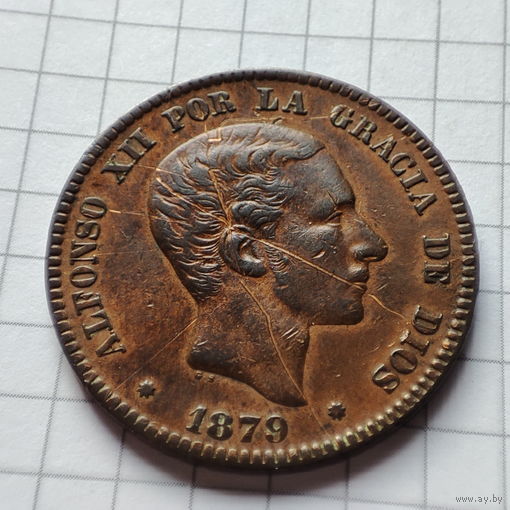 ALFONSO XII POR LA GRACIA DE DIOS
* 1879 *
www.ay.by